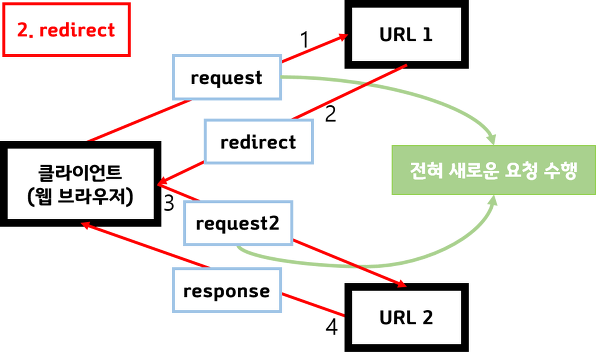 2. redirect
1
URL 1
request
2
redirect
클라이언트
(웹 브라우저)
전혀 새로운 요청 수행
3
request2
response
4
URL 2